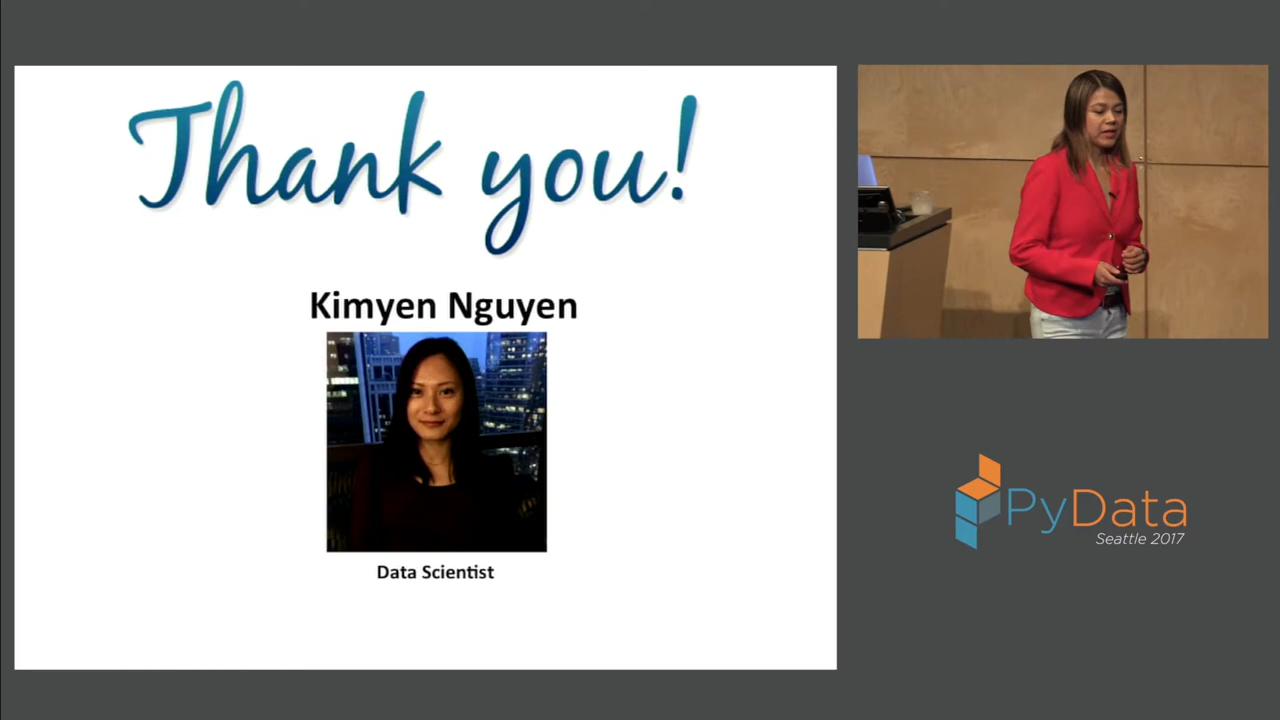 Thank you!
Kimyen Nguyen
Data Scientist
PyData
Seattle 2017